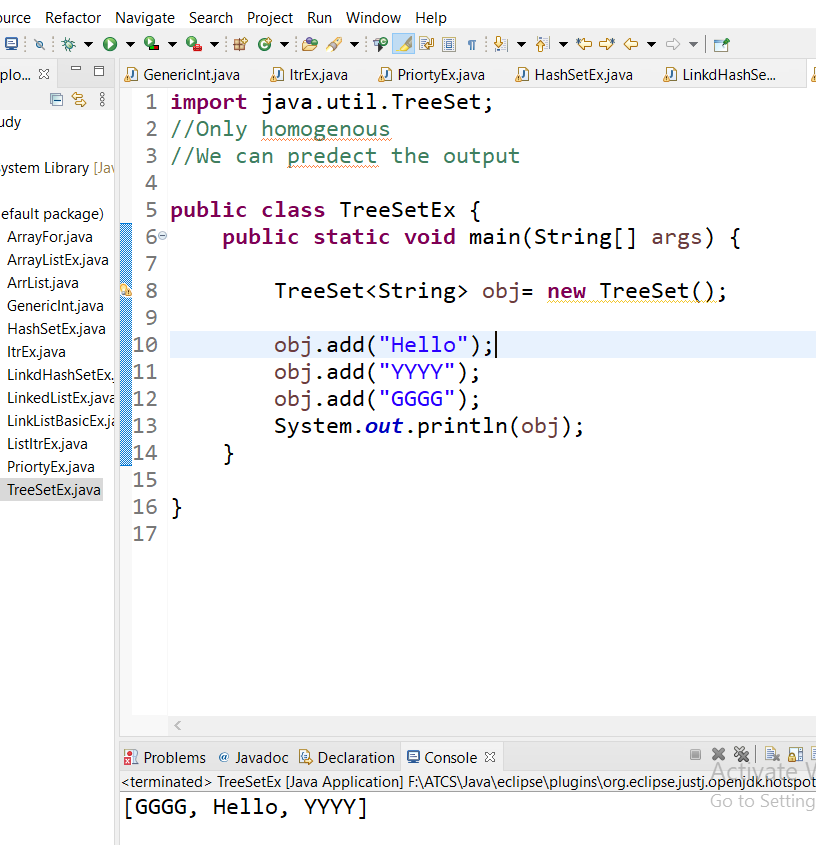 ource Refactor Navigate Search Project Run Window Help
plo...
GenericInt.java ItrEx.java PriortyEx.java HashSetEx.java LinkdHashSe...
udy
ystem Library [Jav
efault package)
ArrayFor.java
ArrayListEx.java
ArrList.java
GenericInt.java
HashSetEx.java
ItrEx.java
LinkdHashSetEx.
LinkedListEx.java
LinkListBasicEx.ja
ListItrEx.java
PriortyEx.java
TreeSetEx.java
1 import java.util.TreeSet;
2 //Only homogenous
3 //We can predect the output
4
5 public class TreeSetEx {
6 public static void main(String[] args) {
7
8 TreeSet<String> obj= new TreeSet();
9
10 obj.add("Hello");
11 obj.add("YYYY");
12 obj.add("GGGG");
13 System.out.println(obj);
14 }
15
16 }
17
Problems @ Javadoc Declaration Console
<terminated> TreeSetEx [Java Application] F:\ATCS\Java\eclipse\plugins\org.eclipse.justj.openjdk.hotspot
[GGGG, Hello, YYYY]
Activate W
Go to Setting